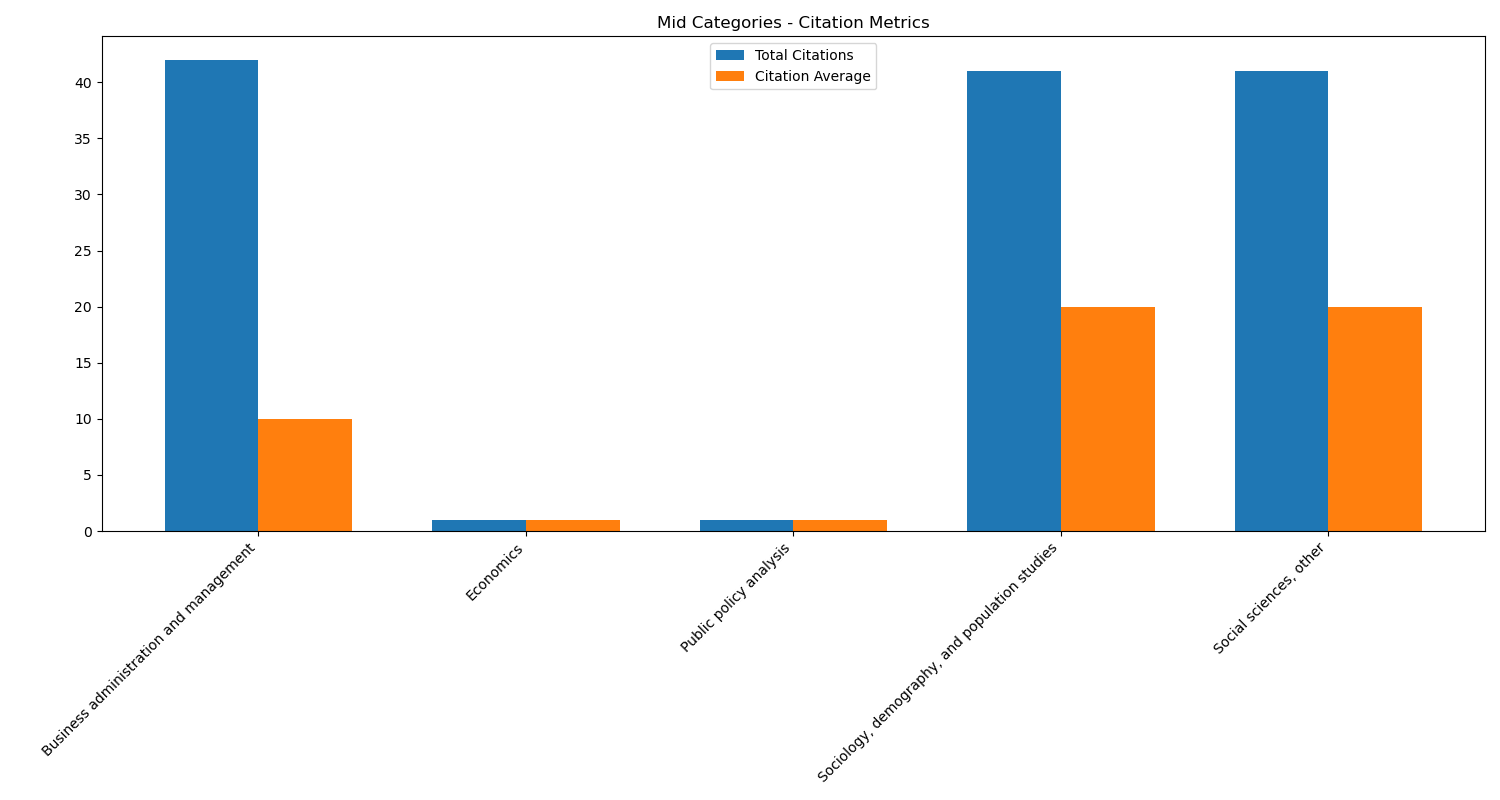 Mid Categories - Citation Metrics
Total Citations
Citation Average
40
35
30
25
20
15
10
5
0
Business administration and management
Economics
Public policy analysis
Sociology, demography, and population studies
Social sciences, other